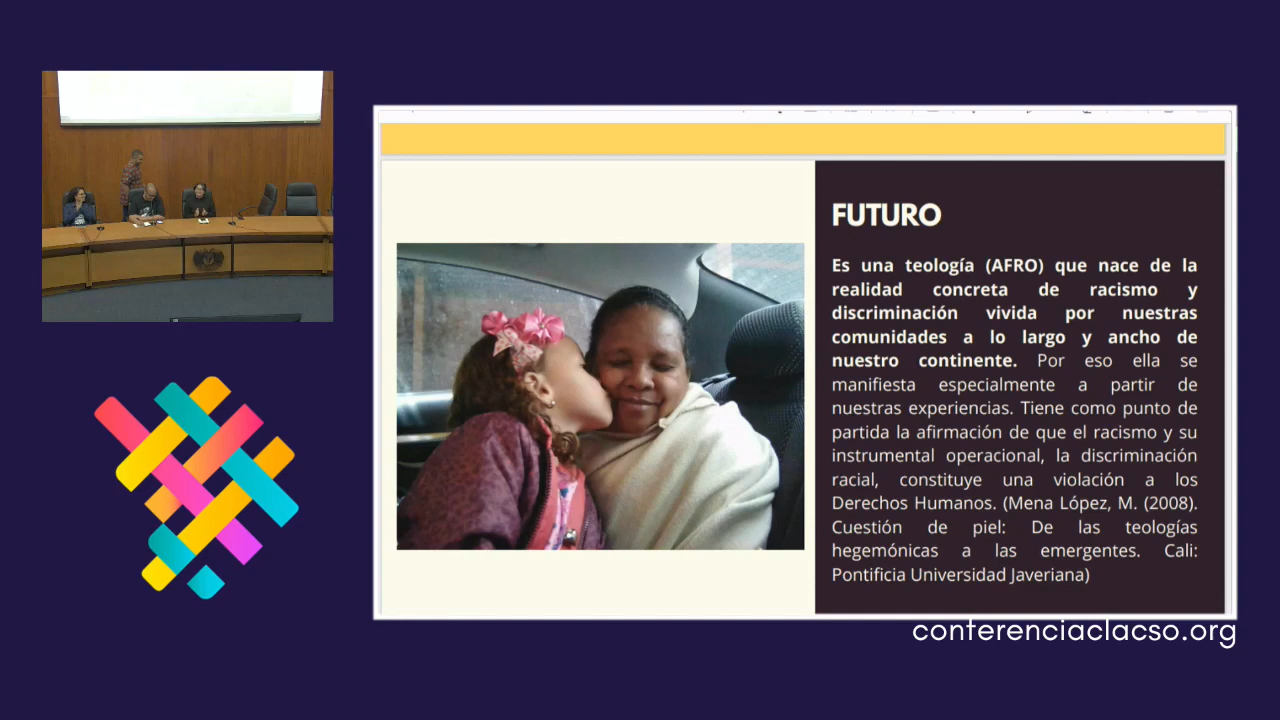 FUTURO
Es una teología (AFRO) que nace de la
realidad concreta de racismo y
discriminación vivida por nuestras
comunidades a lo largo y ancho de
nuestro continente. Por eso ella se
manifiesta especialmente a partir de
nuestras experiencias. Tiene como punto de
partida la afirmación de que el racismo y su
instrumental operacional, la discriminación
racial, constituye una violación a los
Derechos Humanos. (Mena López, M. (2008).
Cuestión de piel: De las teologías
hegemónicas a las emergentes. Cali:
Pontificia Universidad Javeriana)
conferenciaclacso.org